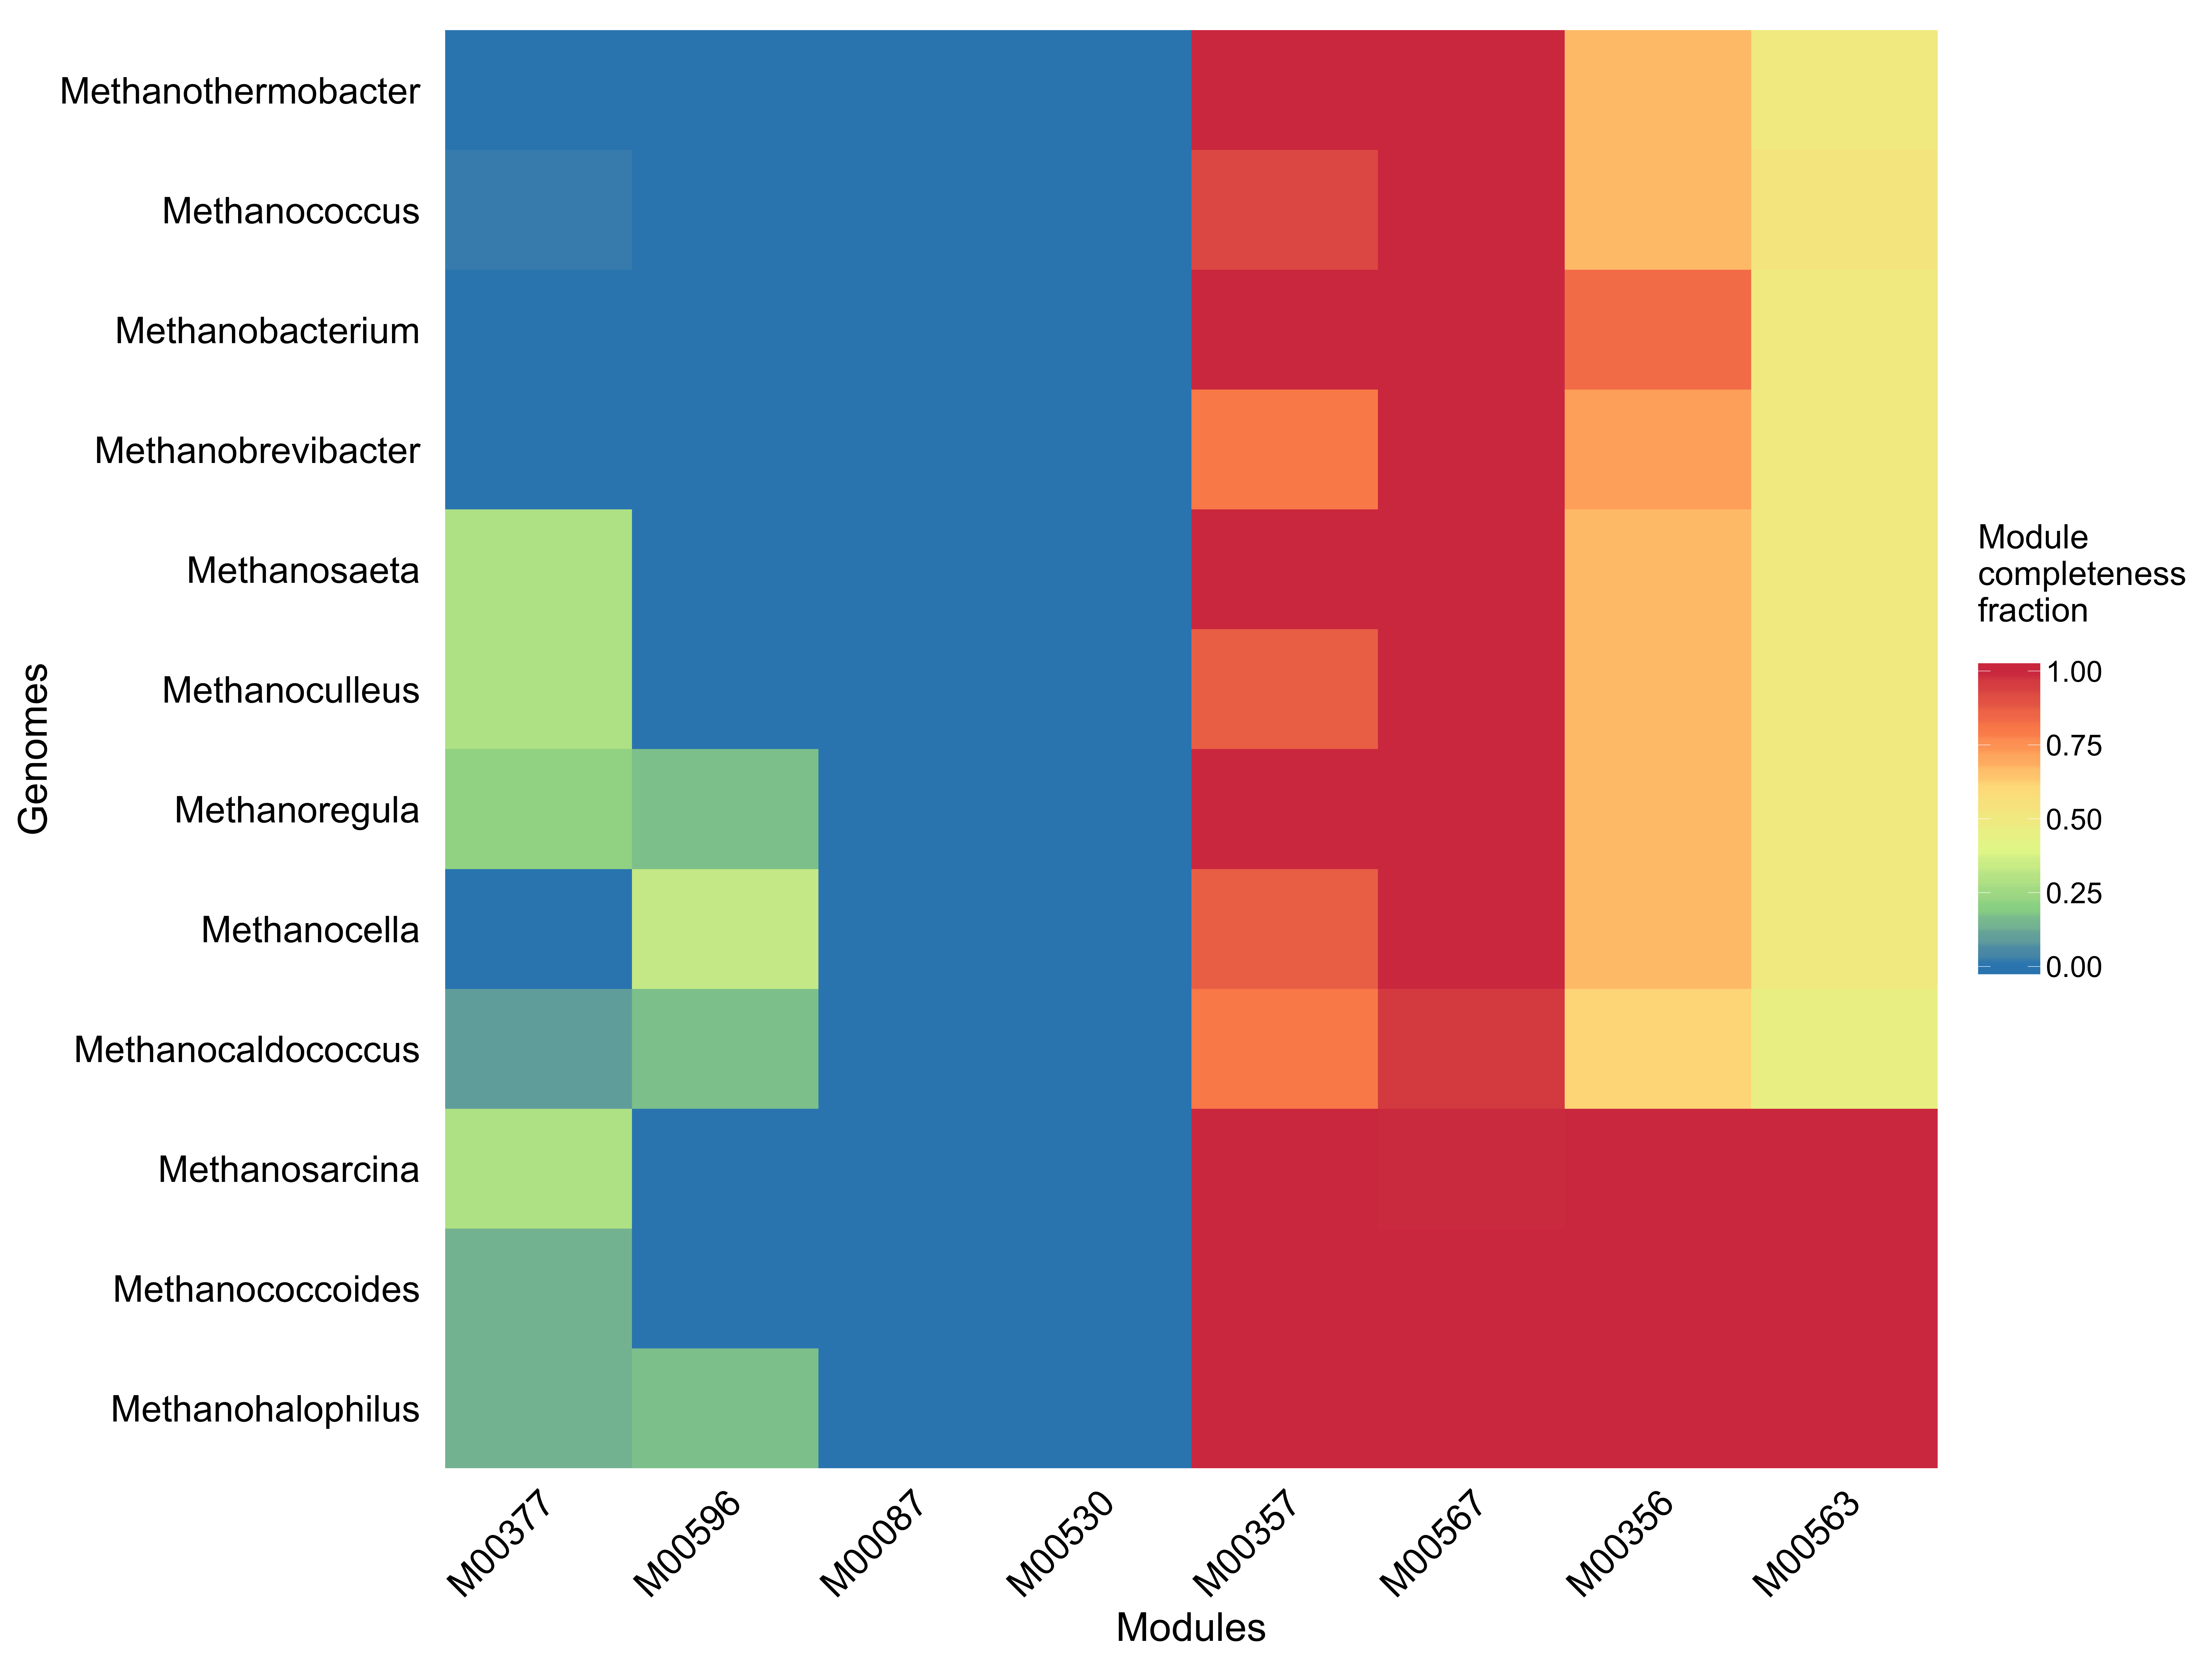 Methanothermobacter
Methanococcus
Methanobacterium
Methanobrevibacter
Methanosaeta
Methanoculleus
Methanoregula
Methanocella
Methanocaldococcus
Methanosarcina
Methanococcoides
Methanohalophilus
Genomes
M00377
M00596
M00087
M00530
M00357
M00567
M00356
M00563
Modules
Module
completeness
fraction
1.00
0.75
0.50
0.25
0.00